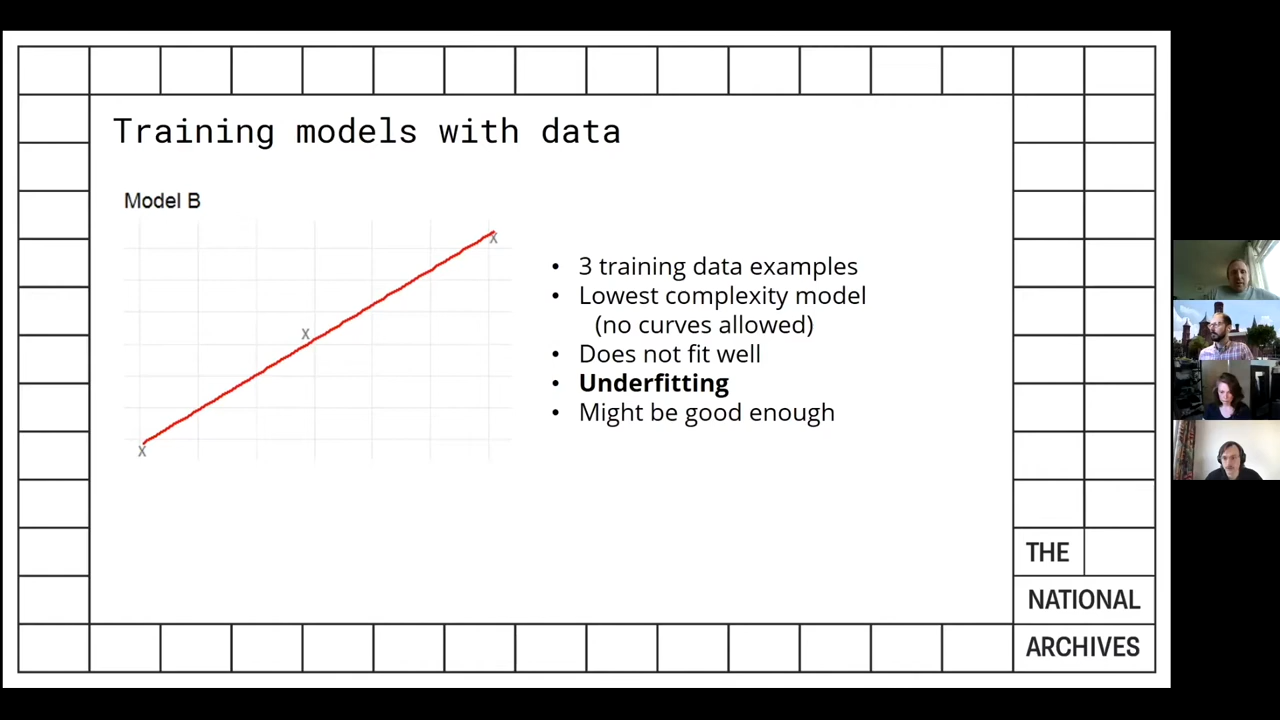 Training models with data
Model B
X
X
X
• 3 training data examples
• Lowest complexity model
(no curves allowed)
• Does not fit well
• Underfitting
• Might be good enough
THE
NATIONAL
ARCHIVES